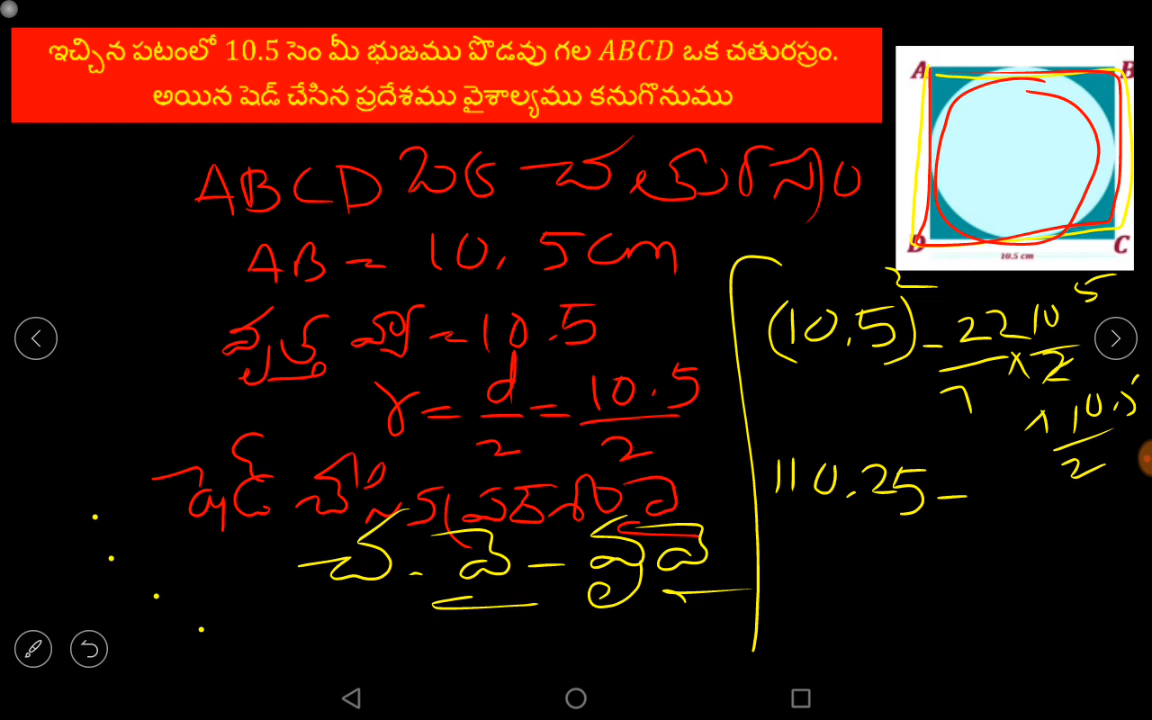 ఇచ్చిన పటంలో 10.5 సెం మీ భుజము పొడవు గల ABCD ఒక చతురస్రం.
అయిన షెడ్ చేసిన ప్రదేశము వైశాల్యము కనుగొనుము
A B
D C
10.5 cm
ABCD ఒక చతురస్రం
AB = 10.5 cm
వృత్త వ్యా = 10.5
r = d/2 = 10.5/2
షెడ్ చేసిన ప్రదేశ వై
చ. వై - వృ వై
(10.5)² - 22/7 × 10.5/2
× 10.5/2
110.25 -